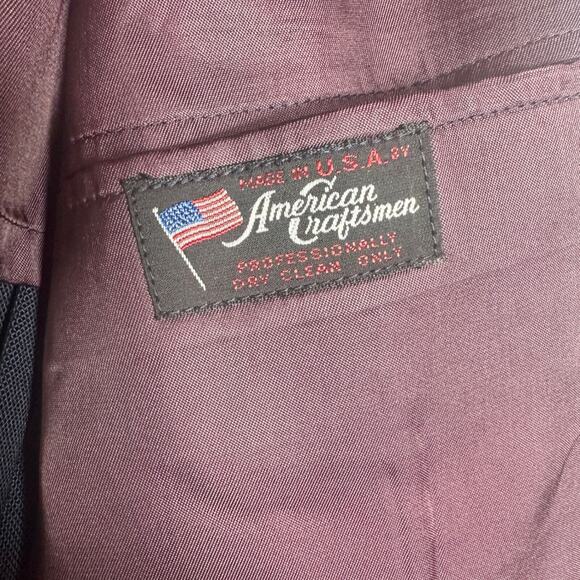 MADE IN U.S.A. BY
American
Craftsmen
PROFESSIONALLY
DRY CLEAN ONLY